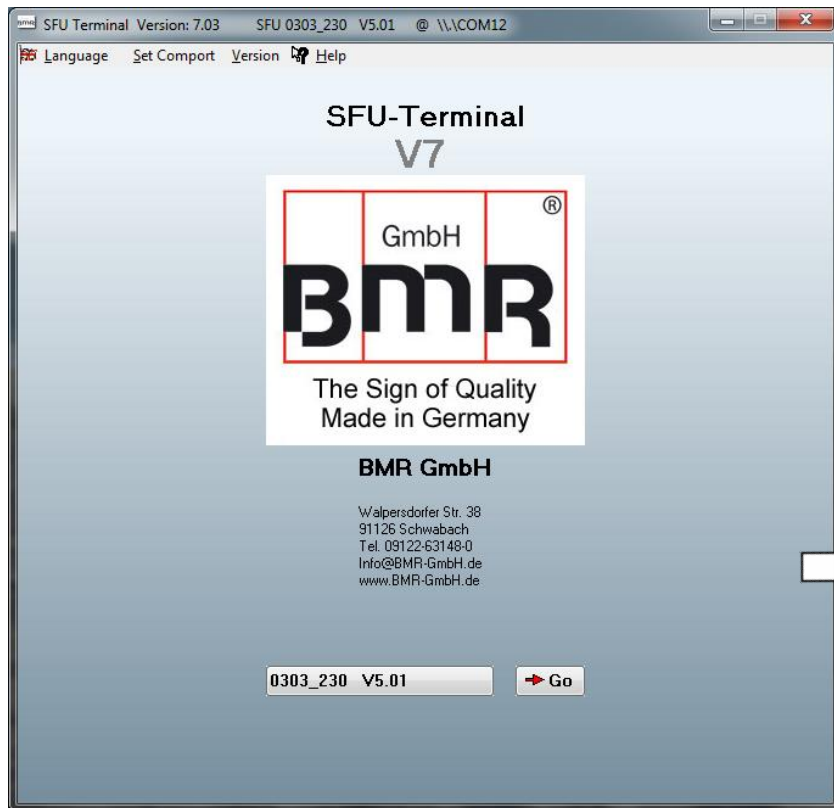 SFU Terminal Version: 7.03 SFU 0303_230 V5.01 @ \\.\COM12
Language Set Comport Version Help
SFU-Terminal
V7
®
GmbH
BMR
The Sign of Quality
Made in Germany
BMR GmbH
Walpersdorfer Str. 38
91126 Schwabach
Tel. 09122-63148-0
Info@BMR-GmbH.de
www.BMR-GmbH.de
0303_230 V5.01 Go